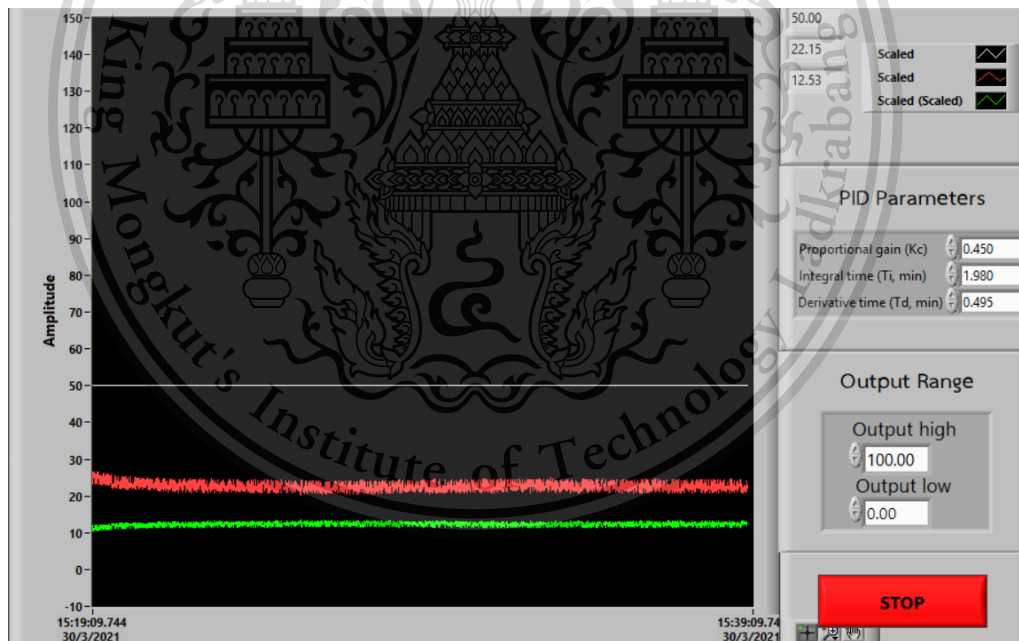 150
140
130
120
110
100
90
80
70
60
50
40
30
20
10
0
-10
Amplitude
15:19:09.744
30/3/2021
15:39:09.74
30/3/2021
King Mongkut's Institute of Technology Ladkrabang
50.00
22.15
12.53
Scaled
Scaled
Scaled (Scaled)
PID Parameters
Proportional gain (Kc) 0.450
Integral time (Ti, min) 1.980
Derivative time (Td, min) 0.495
Output Range
Output high
100.00
Output low
0.00
STOP